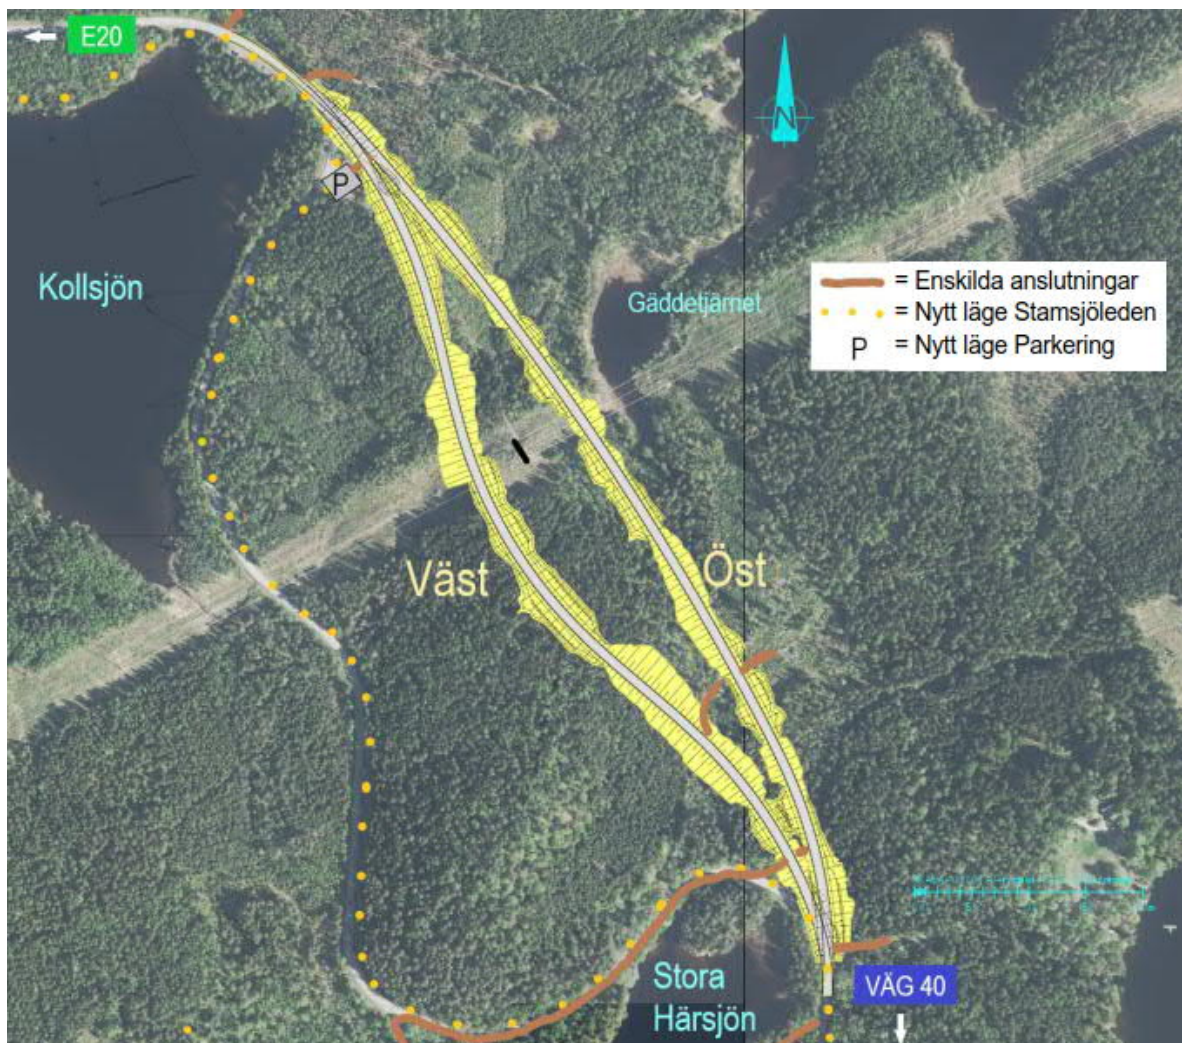 E20
N
P
Kollsjön
Gäddetjärnet
= Enskilda anslutningar
= Nytt läge Stamsjöleden
P = Nytt läge Parkering
Väst
Öst
Stora
Härsjön
VÄG 40